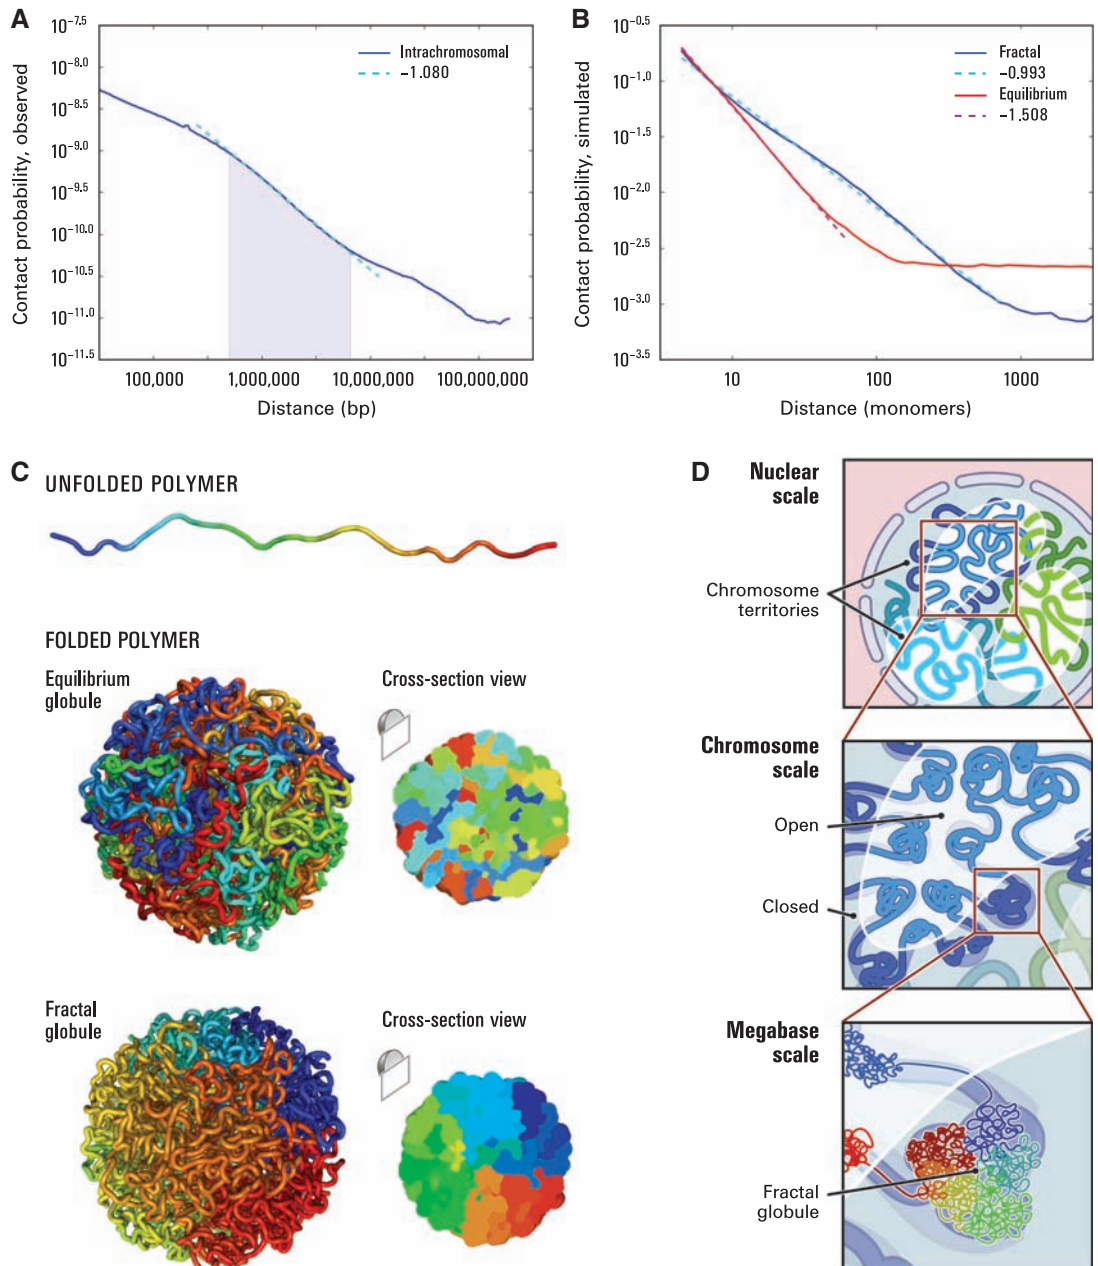 A
Contact probability, observed
10^−7.5
10^−8.0
10^−8.5
10^−9.0
10^−9.5
10^−10.0
10^−10.5
10^−11.0
10^−11.5
Intrachromosomal
−1.080
100,000
1,000,000
10,000,000
100,000,000
Distance (bp)
B
Contact probability, simulated
10^−0.5
10^−1.0
10^−1.5
10^−2.0
10^−2.5
10^−3.0
10^−3.5
Fractal
−0.993
Equilibrium
−1.508
10
100
1000
Distance (monomers)
C
UNFOLDED POLYMER
FOLDED POLYMER
Equilibrium
globule
Cross-section view
Fractal
globule
Cross-section view
D
Nuclear
scale
Chromosome
territories
Chromosome
scale
Open
Closed
Megabase
scale
Fractal
globule